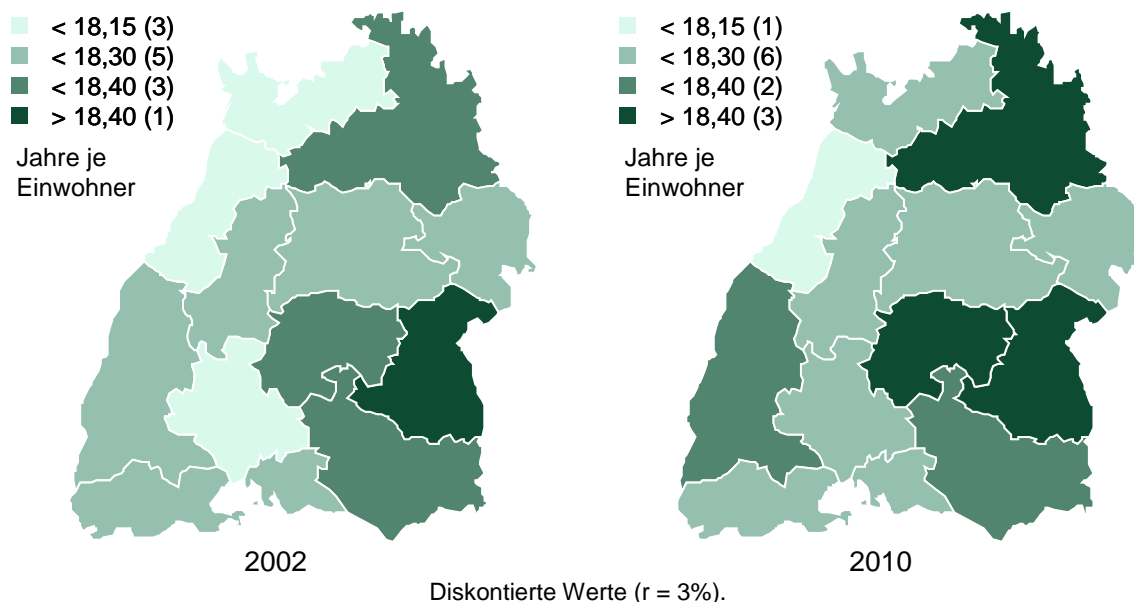 < 18,15 (3)
< 18,30 (5)
< 18,40 (3)
> 18,40 (1)
Jahre je
Einwohner
< 18,15 (1)
< 18,30 (6)
< 18,40 (2)
> 18,40 (3)
Jahre je
Einwohner
2002
2010
Diskontierte Werte (r = 3%).